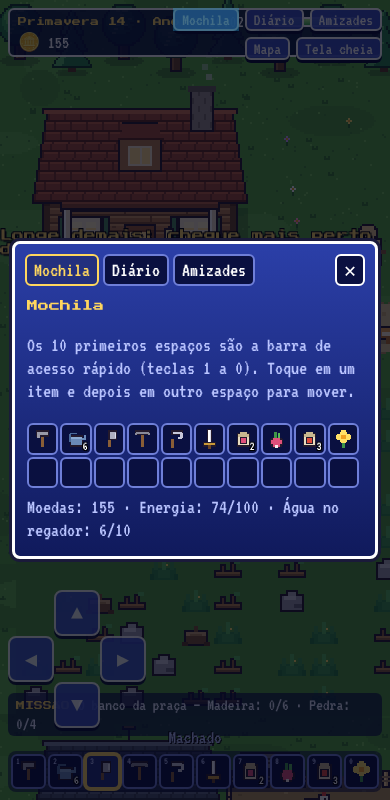 Primavera 14 · An
Mochila
Diário
Amizades
155
Mapa
Tela cheia
Longe demais! Chegue mais perto
Mochila
Diário
Amizades
✕
Mochila
Os 10 primeiros espaços são a barra de
acesso rápido (teclas 1 a 0). Toque em um
item e depois em outro espaço para mover.
6
2
3
Moedas: 155 · Energia: 74/100 · Água no
regador: 6/10
anco da praça — Madeira: 0/6 · Pedra:
0/4
Machado
1 2 3 4 5 6 7 8 9
6 2 3